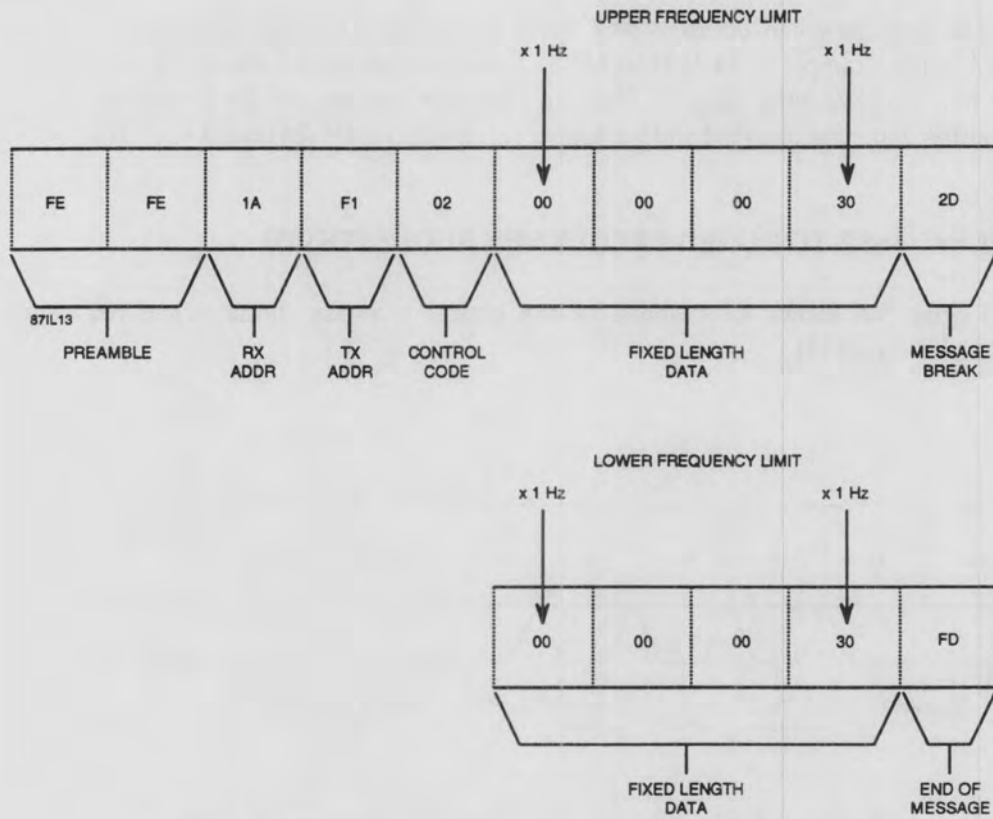 UPPER FREQUENCY LIMIT
x 1 Hz x 1 Hz
FE FE 1A F1 02 00 00 00 30 2D
871L13
PREAMBLE RX ADDR TX ADDR CONTROL CODE FIXED LENGTH DATA MESSAGE BREAK
LOWER FREQUENCY LIMIT
x 1 Hz x 1 Hz
00 00 00 30 FD
FIXED LENGTH DATA END OF MESSAGE